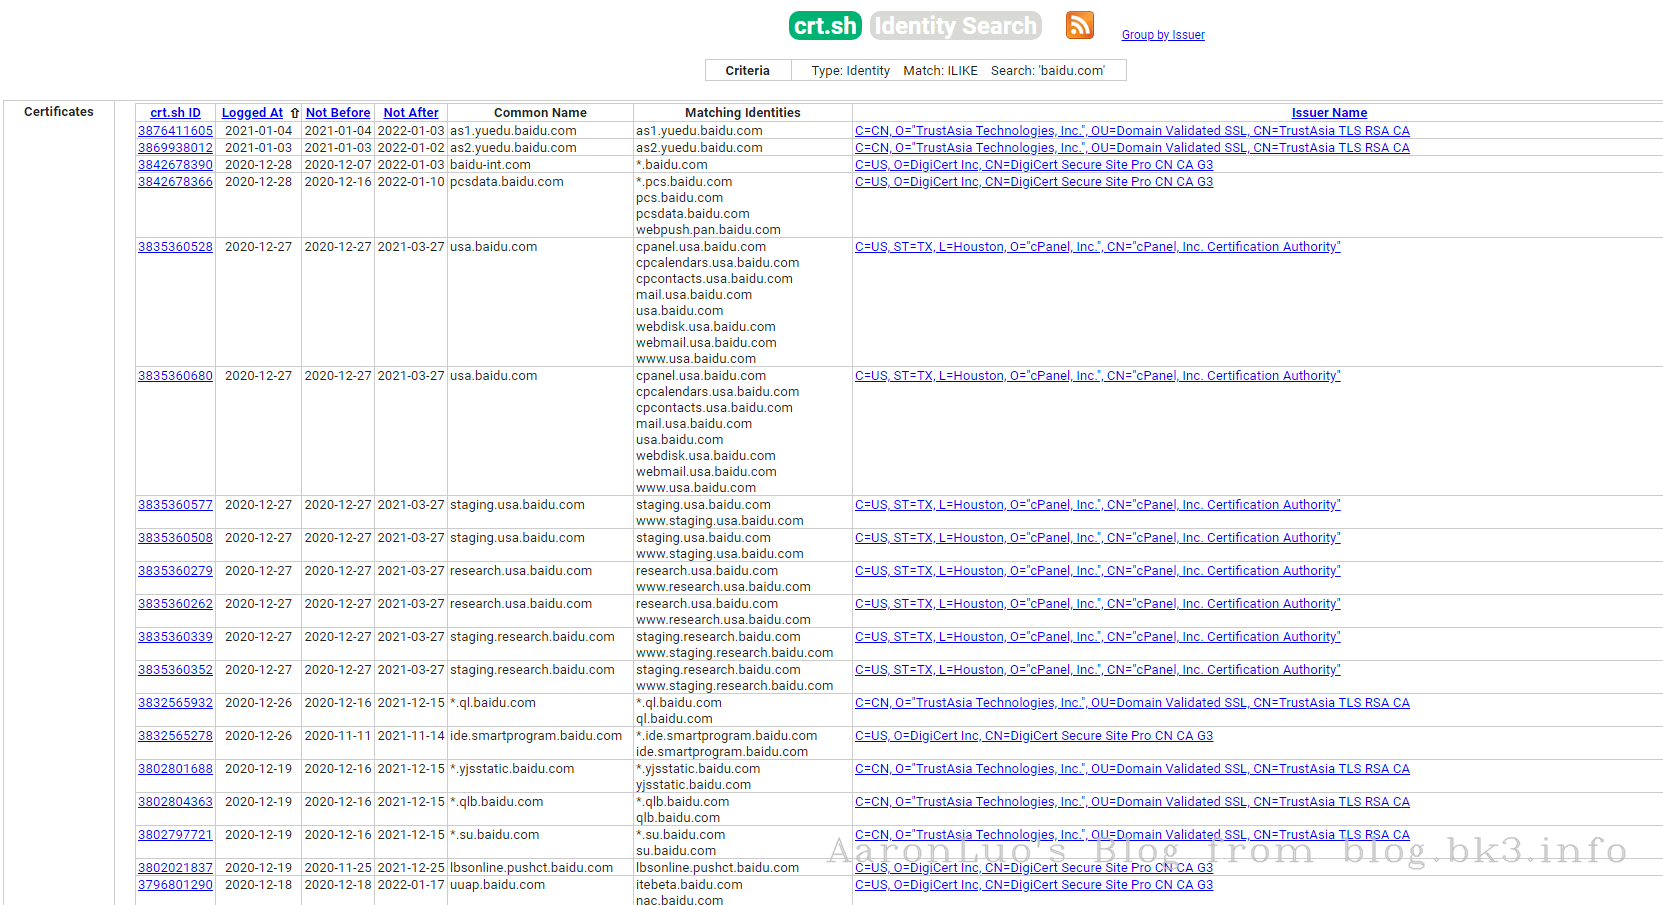 crt.sh Identity Search Group by Issuer
Criteria Type: Identity Match: ILIKE Search: 'baidu.com'
Certificates crt.sh ID Logged At ⇧ Not Before Not After Common Name Matching Identities Issuer Name
3876411605 2021-01-04 2021-01-04 2022-01-03 as1.yuedu.baidu.com as1.yuedu.baidu.com C=CN, O="TrustAsia Technologies, Inc.", OU=Domain Validated SSL, CN=TrustAsia TLS RSA CA
3869938012 2021-01-03 2021-01-03 2022-01-02 as2.yuedu.baidu.com as2.yuedu.baidu.com C=CN, O="TrustAsia Technologies, Inc.", OU=Domain Validated SSL, CN=TrustAsia TLS RSA CA
3842678390 2020-12-28 2020-12-07 2022-01-03 baidu-int.com *.baidu.com C=US, O=DigiCert Inc, CN=DigiCert Secure Site Pro CN CA G3
3842678366 2020-12-28 2020-12-16 2022-01-10 pcsdata.baidu.com *.pcs.baidu.com C=US, O=DigiCert Inc, CN=DigiCert Secure Site Pro CN CA G3
pcs.baidu.com
pcsdata.baidu.com
webpush.pan.baidu.com
3835360528 2020-12-27 2020-12-27 2021-03-27 usa.baidu.com cpanel.usa.baidu.com C=US, ST=TX, L=Houston, O="cPanel, Inc.", CN="cPanel, Inc. Certification Authority"
cpcalendars.usa.baidu.com
cpcontacts.usa.baidu.com
mail.usa.baidu.com
usa.baidu.com
webdisk.usa.baidu.com
webmail.usa.baidu.com
www.usa.baidu.com
3835360680 2020-12-27 2020-12-27 2021-03-27 usa.baidu.com cpanel.usa.baidu.com C=US, ST=TX, L=Houston, O="cPanel, Inc.", CN="cPanel, Inc. Certification Authority"
cpcalendars.usa.baidu.com
cpcontacts.usa.baidu.com
mail.usa.baidu.com
usa.baidu.com
webdisk.usa.baidu.com
webmail.usa.baidu.com
www.usa.baidu.com
3835360577 2020-12-27 2020-12-27 2021-03-27 staging.usa.baidu.com staging.usa.baidu.com C=US, ST=TX, L=Houston, O="cPanel, Inc.", CN="cPanel, Inc. Certification Authority"
www.staging.usa.baidu.com
3835360508 2020-12-27 2020-12-27 2021-03-27 staging.usa.baidu.com staging.usa.baidu.com C=US, ST=TX, L=Houston, O="cPanel, Inc.", CN="cPanel, Inc. Certification Authority"
www.staging.usa.baidu.com
3835360279 2020-12-27 2020-12-27 2021-03-27 research.usa.baidu.com research.usa.baidu.com C=US, ST=TX, L=Houston, O="cPanel, Inc.", CN="cPanel, Inc. Certification Authority"
www.research.usa.baidu.com
3835360262 2020-12-27 2020-12-27 2021-03-27 research.usa.baidu.com research.usa.baidu.com C=US, ST=TX, L=Houston, O="cPanel, Inc.", CN="cPanel, Inc. Certification Authority"
www.research.usa.baidu.com
3835360339 2020-12-27 2020-12-27 2021-03-27 staging.research.baidu.com staging.research.baidu.com C=US, ST=TX, L=Houston, O="cPanel, Inc.", CN="cPanel, Inc. Certification Authority"
www.staging.research.baidu.com
3835360352 2020-12-27 2020-12-27 2021-03-27 staging.research.baidu.com staging.research.baidu.com C=US, ST=TX, L=Houston, O="cPanel, Inc.", CN="cPanel, Inc. Certification Authority"
www.staging.research.baidu.com
3832565932 2020-12-26 2020-12-16 2021-12-15 *.ql.baidu.com *.ql.baidu.com C=CN, O="TrustAsia Technologies, Inc.", OU=Domain Validated SSL, CN=TrustAsia TLS RSA CA
ql.baidu.com
3832565278 2020-12-26 2020-11-11 2021-11-14 ide.smartprogram.baidu.com *.ide.smartprogram.baidu.com C=US, O=DigiCert Inc, CN=DigiCert Secure Site Pro CN CA G3
ide.smartprogram.baidu.com
3802801688 2020-12-19 2020-12-16 2021-12-15 *.yjsstatic.baidu.com *.yjsstatic.baidu.com C=CN, O="TrustAsia Technologies, Inc.", OU=Domain Validated SSL, CN=TrustAsia TLS RSA CA
yjsstatic.baidu.com
3802804363 2020-12-19 2020-12-16 2021-12-15 *.qlb.baidu.com *.qlb.baidu.com C=CN, O="TrustAsia Technologies, Inc.", OU=Domain Validated SSL, CN=TrustAsia TLS RSA CA
qlb.baidu.com
3802797721 2020-12-19 2020-12-16 2021-12-15 *.su.baidu.com *.su.baidu.com C=CN, O="TrustAsia Technologies, Inc.", OU=Domain Validated SSL, CN=TrustAsia TLS RSA CA
su.baidu.com
AaronLuo's Blog from blog.bk3.info
3802021837 2020-12-19 2020-11-25 2021-12-25 lbsonline.pushct.baidu.com lbsonline.pushct.baidu.com C=US, O=DigiCert Inc, CN=DigiCert Secure Site Pro CN CA G3
3796801290 2020-12-18 2020-12-18 2022-01-17 uuap.baidu.com itebeta.baidu.com C=US, O=DigiCert Inc, CN=DigiCert Secure Site Pro CN CA G3
nac.baidu.com